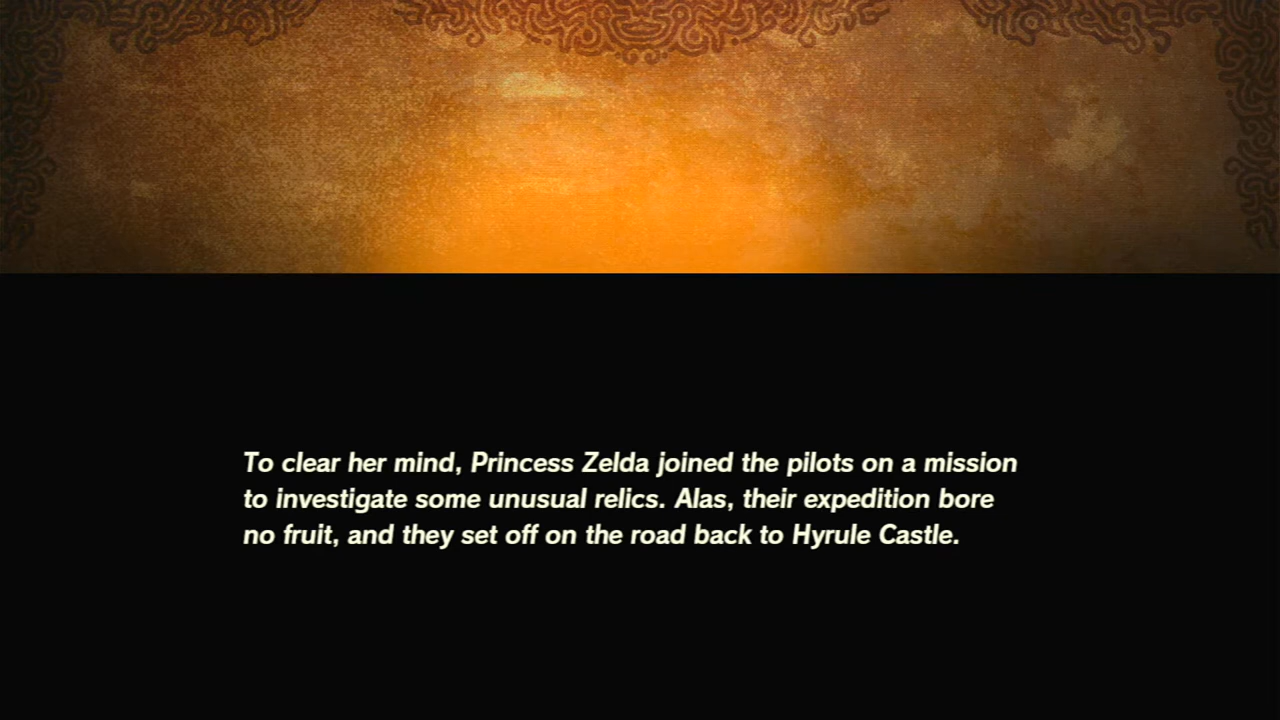 To clear her mind, Princess Zelda joined the pilots on a mission
to investigate some unusual relics. Alas, their expedition bore
no fruit, and they set off on the road back to Hyrule Castle.